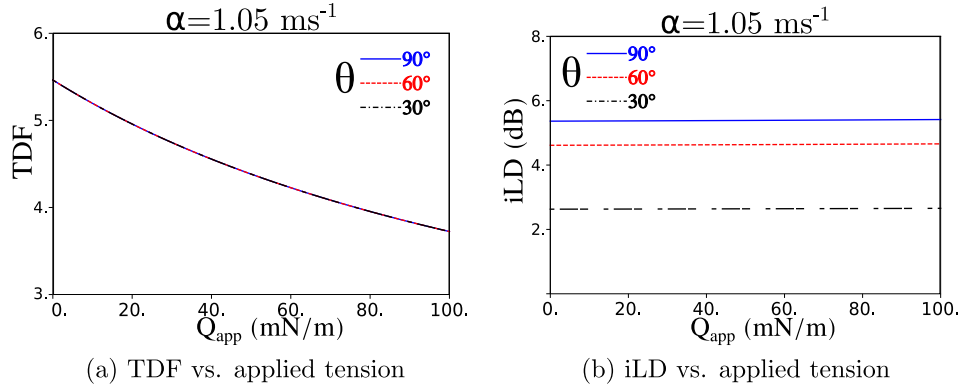 α=1.05 ms⁻¹
6.
5.
4.
3.
TDF
θ
90°
60°
30°
0.
20.
40.
60.
80.
100.
Q_app (mN/m)
(a) TDF vs. applied tension
α=1.05 ms⁻¹
8.
6.
4.
2.
iLD (dB)
θ
90°
60°
30°
0.
20.
40.
60.
80.
100.
Q_app (mN/m)
(b) iLD vs. applied tension